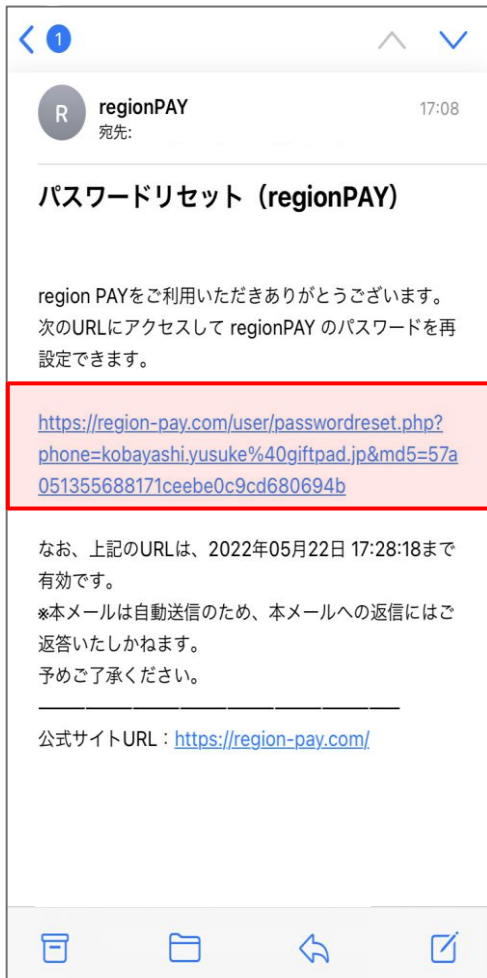 1
R
regionPAY
17:08
宛先:
パスワードリセット（regionPAY）
region PAYをご利用いただきありがとうございます。
次のURLにアクセスして regionPAY のパスワードを再
設定できます。
https://region-pay.com/user/passwordreset.php?
phone=kobayashi.yusuke%40giftpad.jp&md5=57a
051355688171ceebe0c9cd680694b
なお、上記のURLは、2022年05月22日 17:28:18まで
有効です。
※本メールは自動送信のため、本メールへの返信にはご
返答いたしかねます。
予めご了承ください。
公式サイトURL：https://region-pay.com/